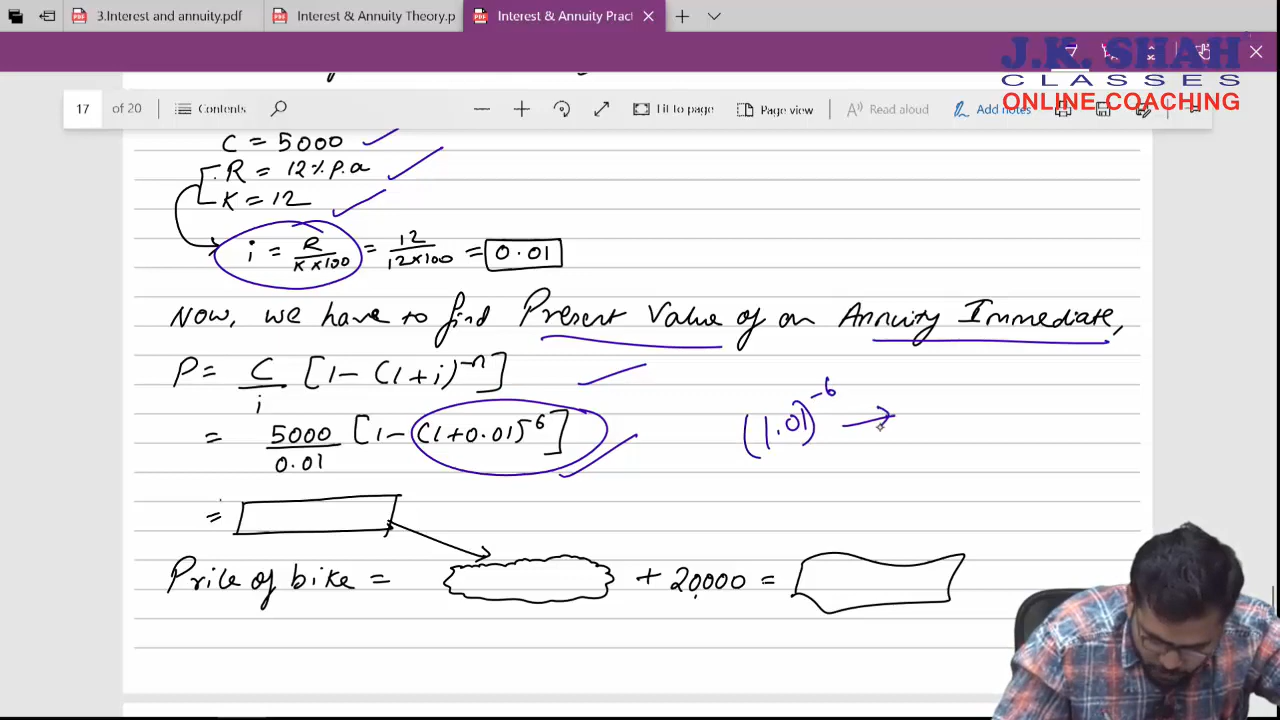 3.Interest and annuity.pdf
Interest & Annuity Theory.p
Interest & Annuity Pract
J.K. SHAH
CLASSES
ONLINE COACHING
17 of 20
Contents
Fit to page
Page view
Read aloud
Add notes
C = 5000
R = 12% P.a
K = 12
i = R/K×100 = 12/12×100 = 0.01
Now, we have to find Present Value of an Annuity Immediate,
P = C/i [1-(1+i)^-n]
= 5000/0.01 [1-(1+0.01)^-6]
(1.01)^-6 →
=
Price of bike = + 20,000 =